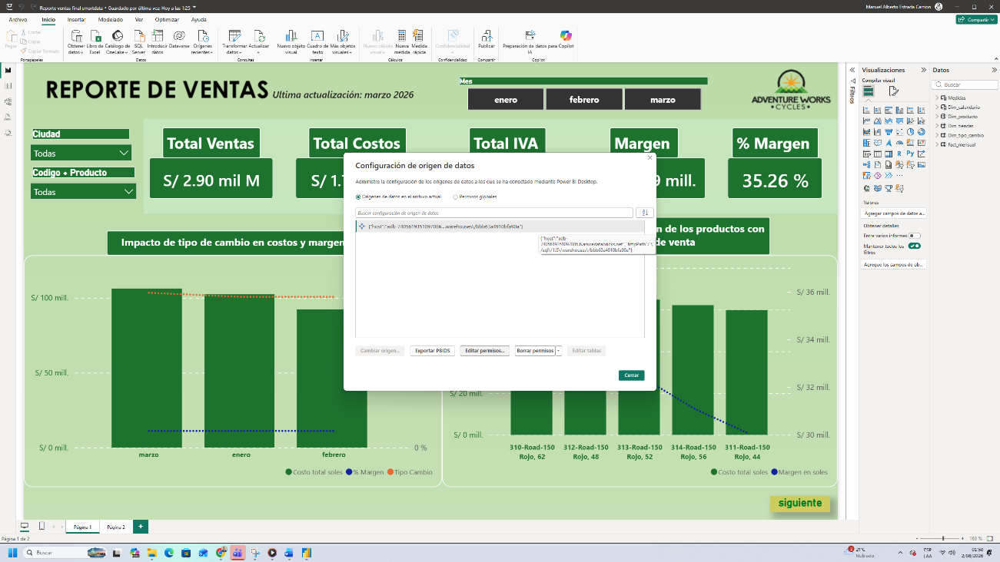 Reporte ventas final smartdata • Guardado por última vez: Hoy a las 1:25
Manuel Alberto Estrada Carrion
Archivo Inicio Insertar Modelado Ver Optimizar Ayuda
Compartir
Pegar
Cortar
Copiar
Copiar formato
Portapapeles
Obtener datos
Libro de Excel
Catálogo de OneLake
SQL Server
Introducir datos
Dataverse
Orígenes recientes
Datos
Transformar datos
Actualizar
Consultas
Nuevo objeto visual
Cuadro de texto
Más objetos visuales
Insertar
Nuevo cálculo visual
Nueva medida
Medida rápida
Cálculos
Confidencialidad
Confidencialidad
Publicar
Compartir
Preparación de datos para IA
Copilot
Copilot
REPORTE DE VENTAS
Ultima actualización: marzo 2026
Mes
enero
febrero
marzo
ADVENTURE WORKS
• CYCLES •
Ciudad
Todas
Codigo + Producto
Todas
Total Ventas
S/ 2.90 mil M
Total Costos
S/ 1.
Total IVA
Margen
mill.
% Margen
35.26 %
Configuración de origen de datos
Administre la configuración de los orígenes de datos a los que se ha conectado mediante Power BI Desktop.
Orígenes de datos en el archivo actual
Permisos globales
Buscar configuración de origen de datos
{"host":"adb-7405619351097086....warehouses\/bbb63a4910bfa90a"}
{"host":"adb-
7405619351097086.6.azuredatabricks.net","httpPath":"\
/sql\/1.0\/warehouses\/bbb63a4910bfa90a"}
Cambiar origen...
Exportar PBIDS
Editar permisos...
Borrar permisos
Editar tablas
Cerrar
Impacto de tipo de cambio en costos y margen
S/ 100 mill.
S/ 50 mill.
S/ 0 mill.
0 %
marzo
enero
febrero
Costo total soles
% Margen
Tipo Cambio
n de los productos con
de venta
S/ 20 mill.
S/ 0 mill.
S/ 36 mill.
S/ 34 mill.
S/ 32 mill.
S/ 30 mill.
310-Road-150 312-Road-148 313-Road-150 314-Road-150 311-Road-150
Rojo, 62 Rojo, 48 Rojo, 52 Rojo, 56 Rojo, 44
Costo total soles
Margen en soles
siguiente
Filtros
Visualizaciones
Compilar visual
Valores
Agregar campos de datos a...
Obtener detalles
Entre varios informes
Mantener todos los filtros
Agregue los campos de ob...
Datos
Buscar
Medidas
Dim_calendario
Dim_producto
Dim_tiendas
Dim_tipo_cambio
Fact_mensual
Página 1
Página 2
Página 1 de 2
163 %
Buscar
21°C
Nublado
ESP
LAA
01:50
2/08/2026